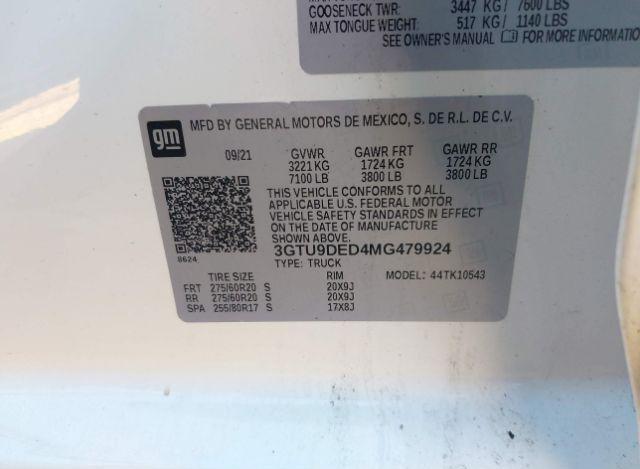 GOOSENECK TWR: 3447 KG/ 7600 LBS
MAX TONGUE WEIGHT: 517 KG/ 1140 LBS
SEE OWNER'S MANUAL FOR MORE INFORMATION
gm
MFD BY GENERAL MOTORS DE MEXICO, S. DE R.L. DE C.V.
09/21 GVWR GAWR FRT GAWR RR
3221 KG 1724 KG 1724 KG
7100 LB 3800 LB 3800 LB
THIS VEHICLE CONFORMS TO ALL
APPLICABLE U.S. FEDERAL MOTOR
VEHICLE SAFETY STANDARDS IN EFFECT
ON THE DATE OF MANUFACTURE
SHOWN ABOVE.
8624 3GTU9DED4MG479924
TYPE: TRUCK MODEL: 44TK10543
TIRE SIZE RIM
FRT 275/60R20 S 20X9J
RR 275/60R20 S 20X9J
SPA 255/80R17 S 17X8J